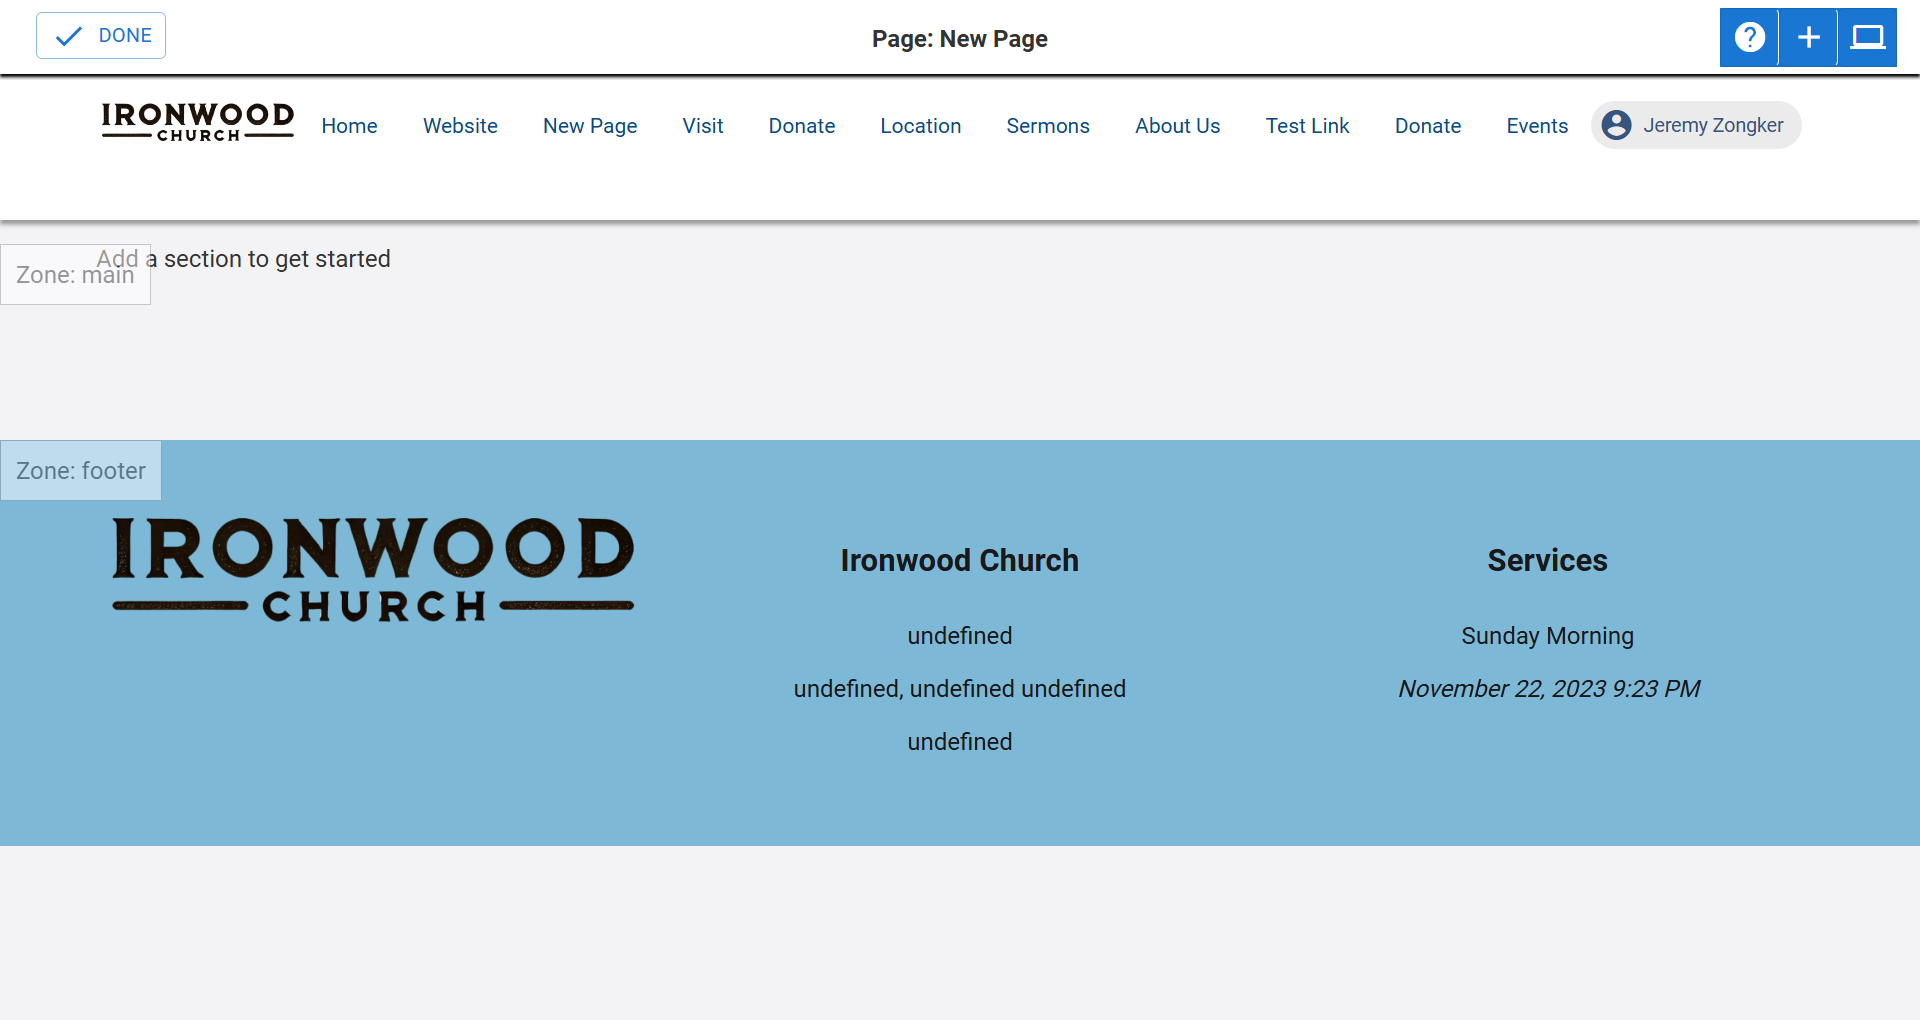 DONE
Page: New Page
IRONWOOD
CHURCH
Home Website New Page Visit Donate Location Sermons About Us Test Link Donate Events Jeremy Zongker
Add a section to get started
Zone: main
Zone: footer
IRONWOOD
CHURCH
Ironwood Church
undefined
undefined, undefined undefined
undefined
Services
Sunday Morning
November 22, 2023 9:23 PM